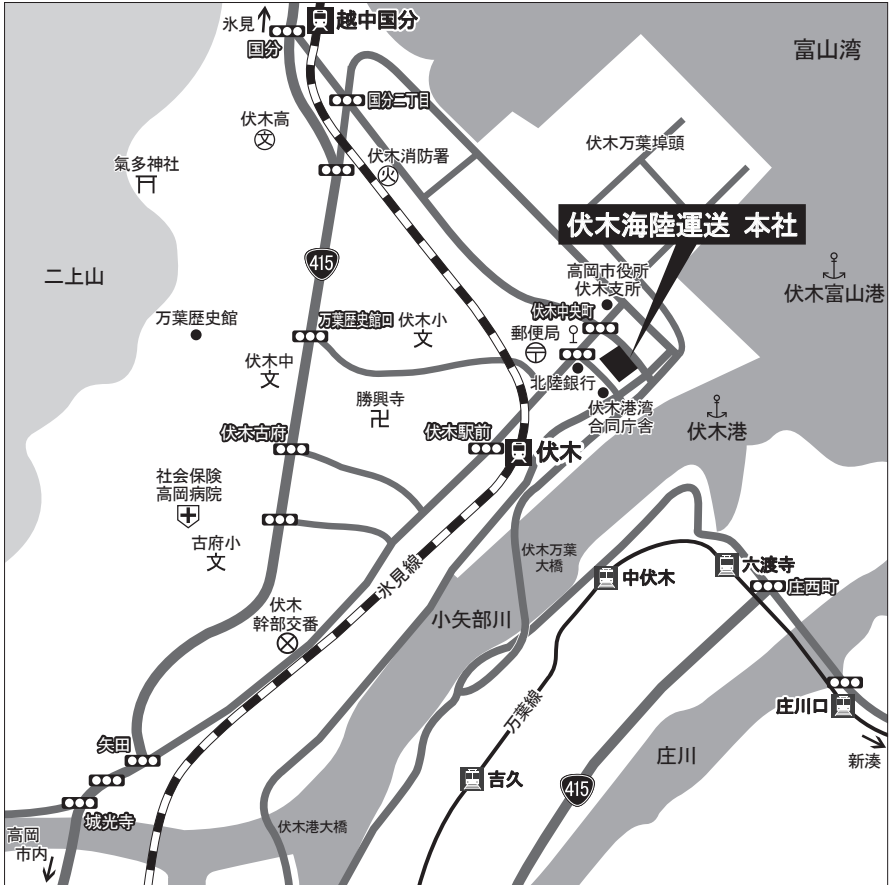 氷見
越中国分
国分
富山湾
国分二丁目
伏木高
文
伏木消防署
火
伏木万葉埠頭
氣多神社
伏木海陸運送 本社
415
二上山
高岡市役所
伏木支所
伏木富山港
万葉歴史館
万葉歴史館口
伏木小
文
伏木中央町
郵便局
伏木中
文
北陸銀行
勝興寺
卍
伏木港湾
合同庁舎
伏木港
伏木古府
伏木駅前
伏木
社会保険
高岡病院
古府小
文
伏木万葉
大橋
中伏木
六渡寺
庄西町
氷見線
小矢部川
伏木
幹部交番
万葉線
庄川口
新湊
矢田
庄川
吉久
415
城光寺
伏木港大橋
高岡
市内